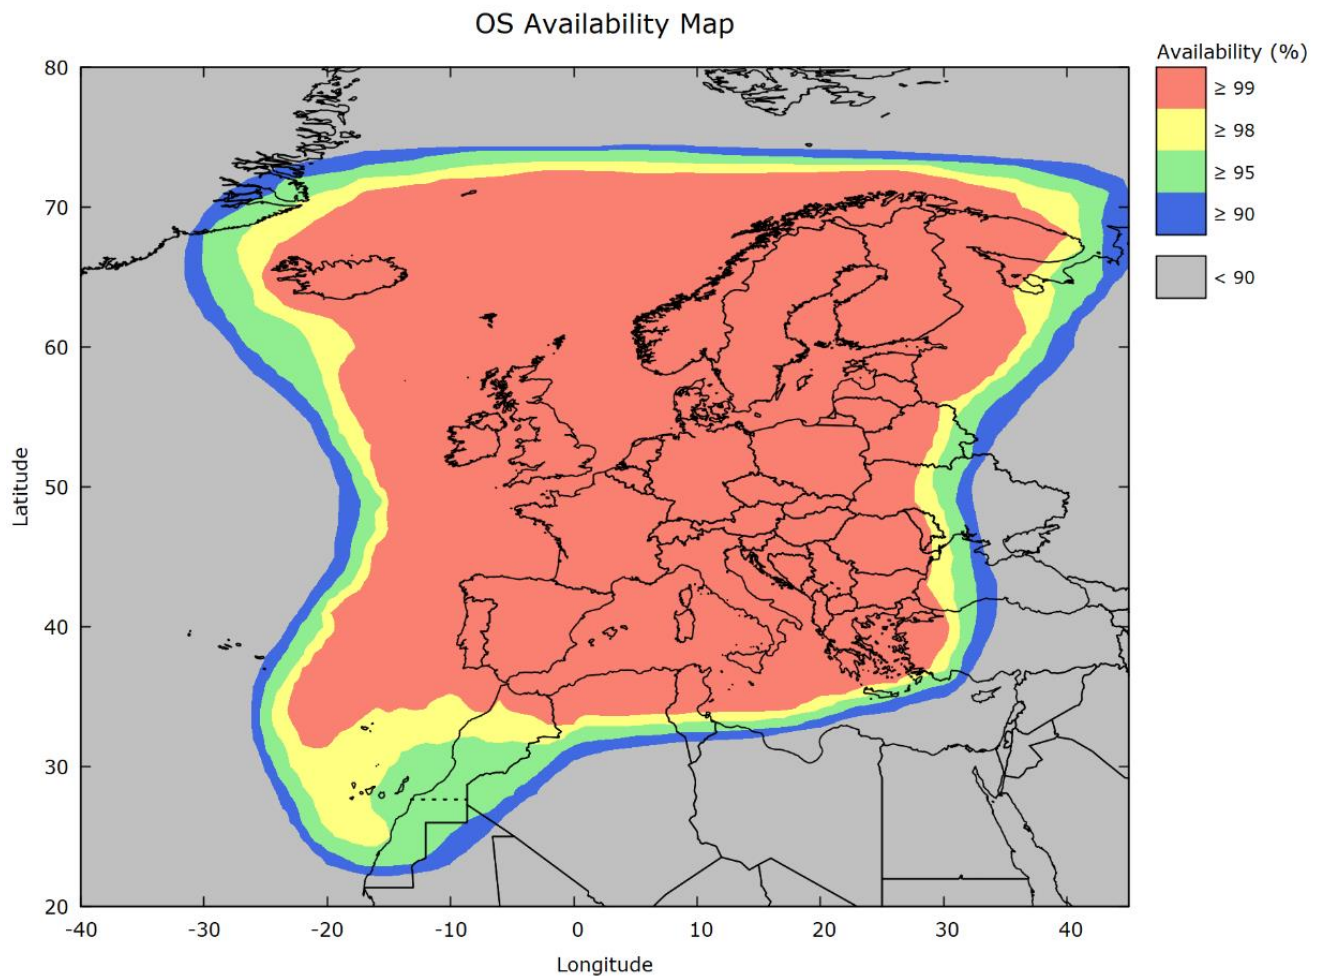 OS Availability Map
Availability (%)
≥ 99
≥ 98
≥ 95
≥ 90
< 90
80
70
60
50
40
30
20
Latitude
-40 -30 -20 -10 0 10 20 30 40
Longitude